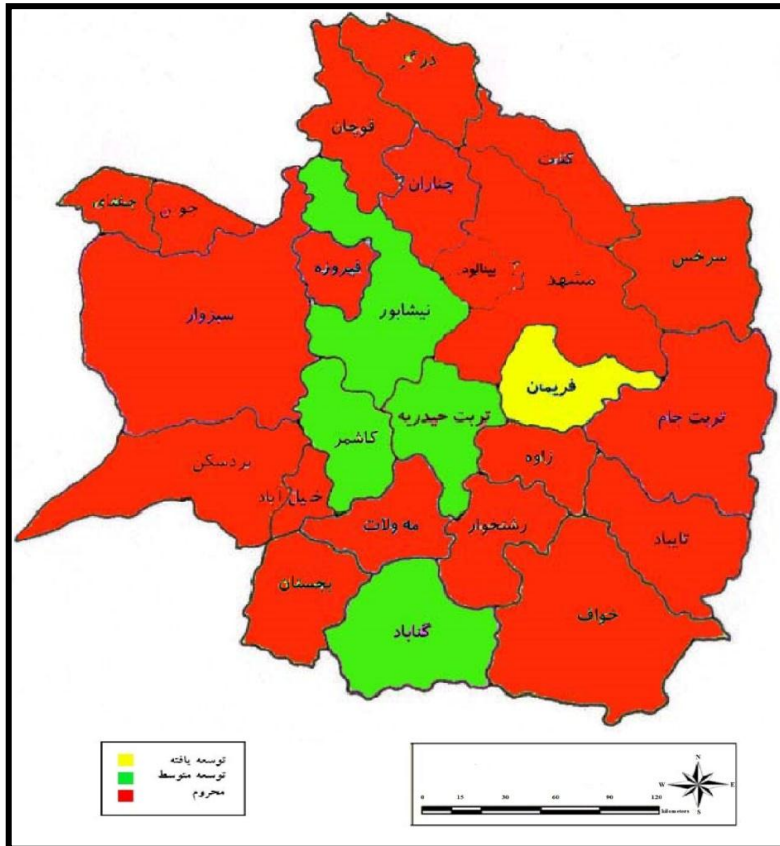 درگز
قوچان
کلات
چناران
جغتای
جوین
سرخس
فیروزه
بینالود
مشهد
نیشابور
سبزوار
فریمان
تربت جام
تربت حیدریه
کاشمر
زاوه
بردسکن
خلیل آباد
رشتخوار
مه ولات
تایباد
بجستان
خواف
گناباد
توسعه یافته
توسعه متوسط
محروم
N
W E
S
0 15 30 60 90 120
kilometers